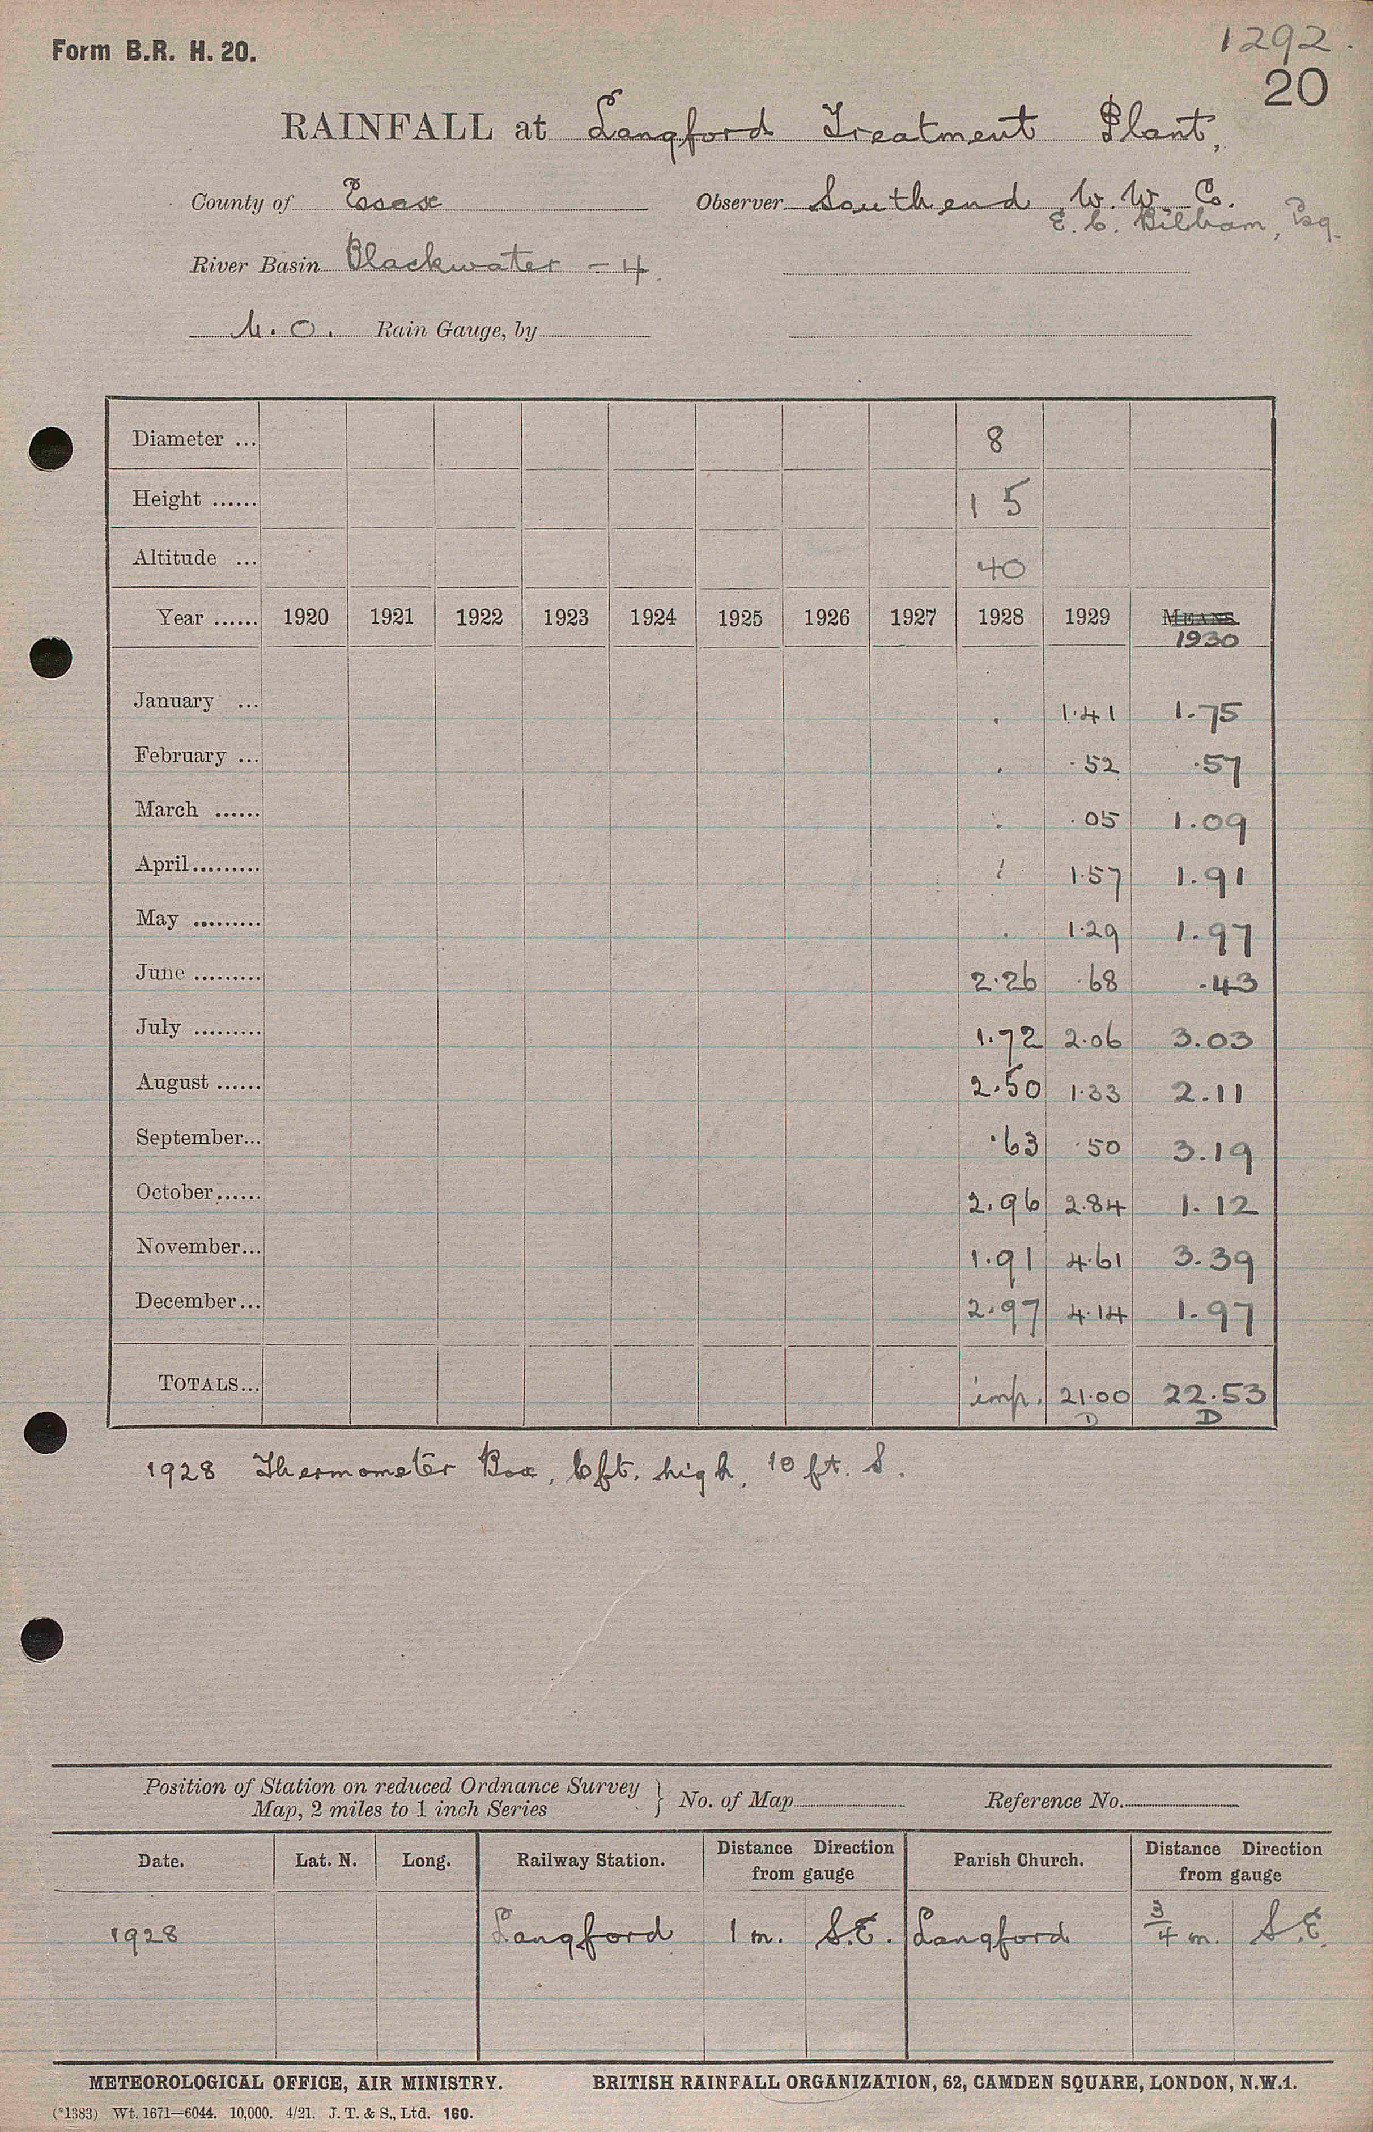 Form B.R. H. 20.
1292.
20
RAINFALL at Langford Treatment Plant,
County of Essex Observer Southend W. W. Co.
E. C. Bilham, Esq.
River Basin Blackwater - 4.
M. O. Rain Gauge, by
Diameter ... 8
Height ...... 1 5
Altitude ... 40
Year ...... 1920 1921 1922 1923 1924 1925 1926 1927 1928 1929 MEANS
1930
January ... . 1.41 1.75
February ... . .52 .57
March ...... . .05 1.09
April ......... . 1.57 1.91
May ......... . 1.29 1.97
June ......... 2.26 .68 .43
July ......... 1.72 2.06 3.03
August ...... 2.50 1.33 2.11
September... .63 .50 3.19
October...... 2.96 2.84 1.12
November... 1.91 4.61 3.39
December... 2.97 4.14 1.97
TOTALS... imp. 21.00 22.53
D D
1928 Thermometer Box, 6ft. high, 10 ft. S.
Position of Station on reduced Ordnance Survey
Map, 2 miles to 1 inch Series } No. of Map Reference No.
Date. Lat. N. Long. Railway Station. Distance Direction from gauge Parish Church. Distance Direction from gauge
1928 Langford 1 m. S.E. Langford 3/4 m. S.E.
METEOROLOGICAL OFFICE, AIR MINISTRY. BRITISH RAINFALL ORGANIZATION, 62, CAMDEN SQUARE, LONDON, N.W.1.
(*1383) Wt. 1671—6044. 10,000. 4/21. J. T. & S., Ltd. 160.